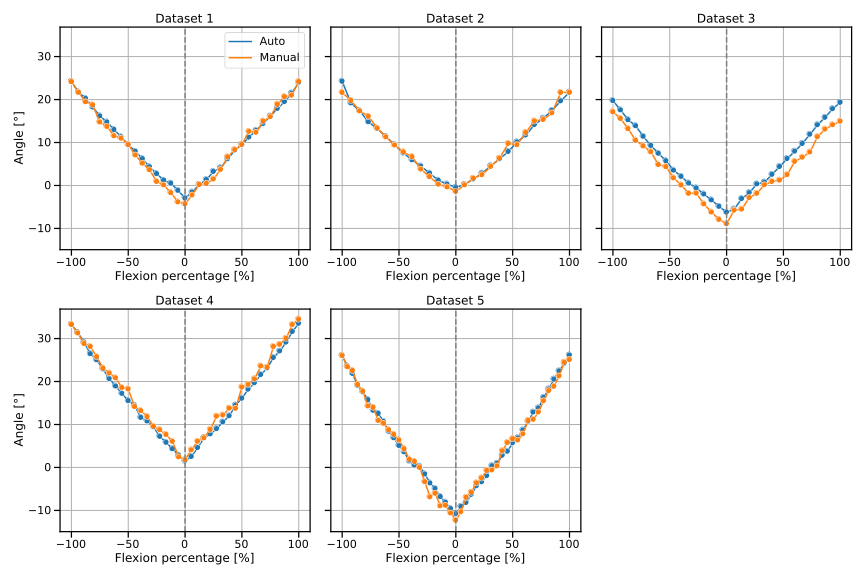 Dataset 1
Dataset 2
Dataset 3
Auto
Manual
30
20
10
0
−10
Angle [°]
−100 −50 0 50 100
−100 −50 0 50 100
−100 −50 0 50 100
Flexion percentage [%]
Flexion percentage [%]
Flexion percentage [%]
Dataset 4
Dataset 5
30
20
10
0
−10
Angle [°]
−100 −50 0 50 100
−100 −50 0 50 100
Flexion percentage [%]
Flexion percentage [%]